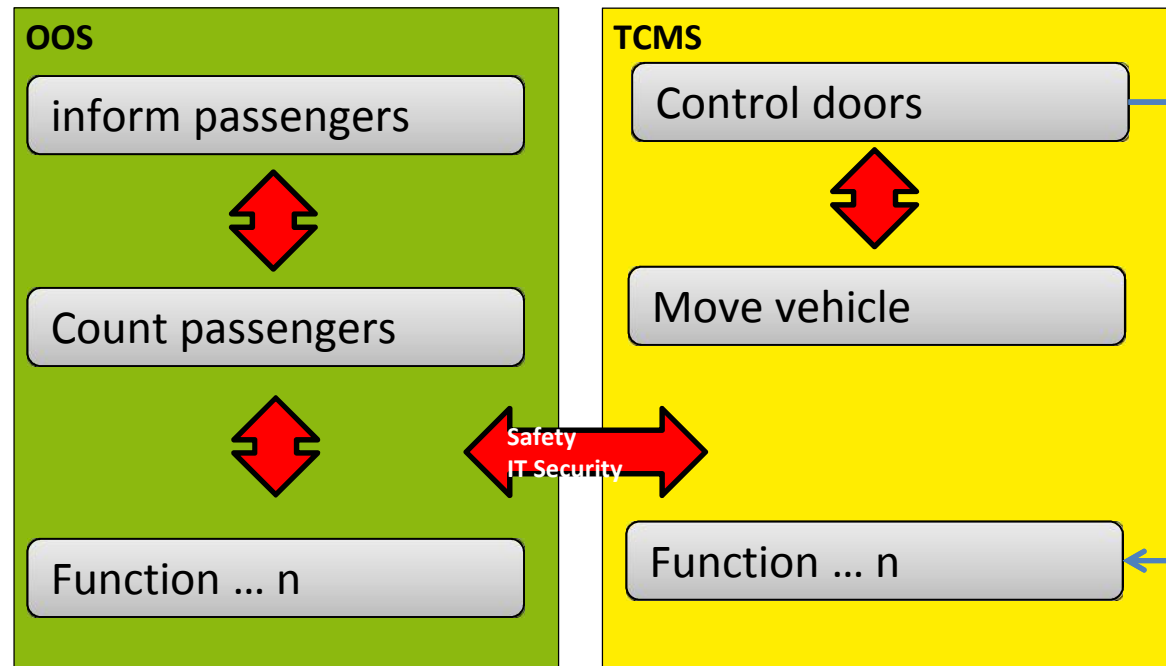 OOS
inform passengers
Count passengers
Function ... n
Safety
IT Security
TCMS
Control doors
Move vehicle
Function ... n